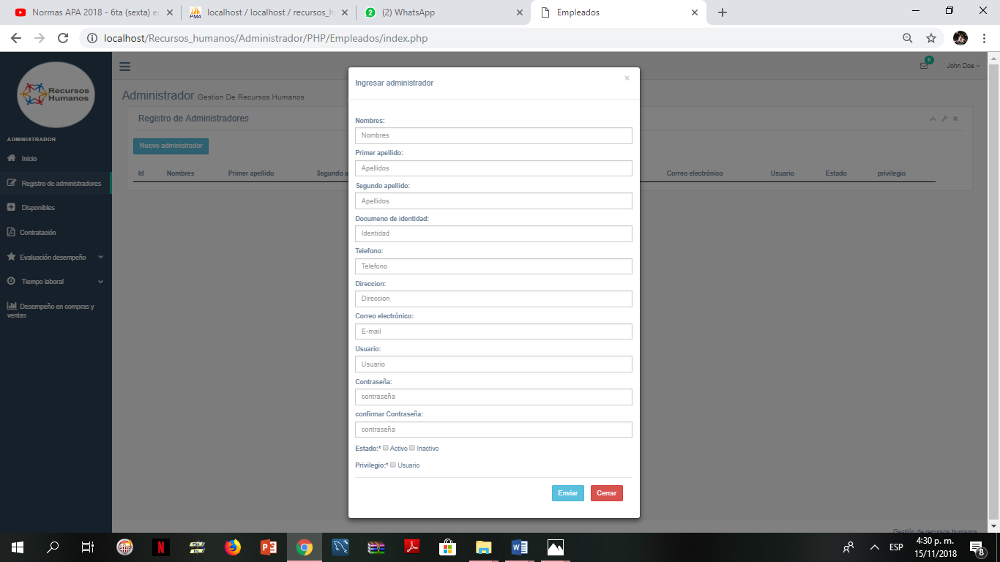 Normas APA 2018 - 6ta (sexta) e
localhost / localhost / recursos_h
(2) WhatsApp
Empleados
localhost/Recursos_humanos/Administrador/PHP/Empleados/index.php
Recursos
Humanos
6
John Doe
Administrador Gestion De Recursos Humanos
Registro de Administradores
Nuevo administrador
Id Nombres Primer apellido Segundo a Correo electrónico Usuario Estado privilegio
ADMINISTRADOR
Inicio
Registro de administradores
Disponibles
Contratación
Evaluación desempeño
Tiempo laboral
Desempeño en compras y
ventas
Ingresar administrador
×
Nombres:
Nombres
Primer apellido:
Apellidos
Segundo apellido:
Apellidos
Documeno de identidad:
Identidad
Telefono:
Telefono
Direccion:
Direccion
Correo electrónico:
E-mail
Usuario:
Usuario
Contraseña:
contraseña
confirmar Contraseña:
contraseña
Estado:* Activo Inactivo
Privilegio:* Usuario
Enviar Cerrar
Gestión de recursos humanos
ESP
4:30 p. m.
15/11/2018
8